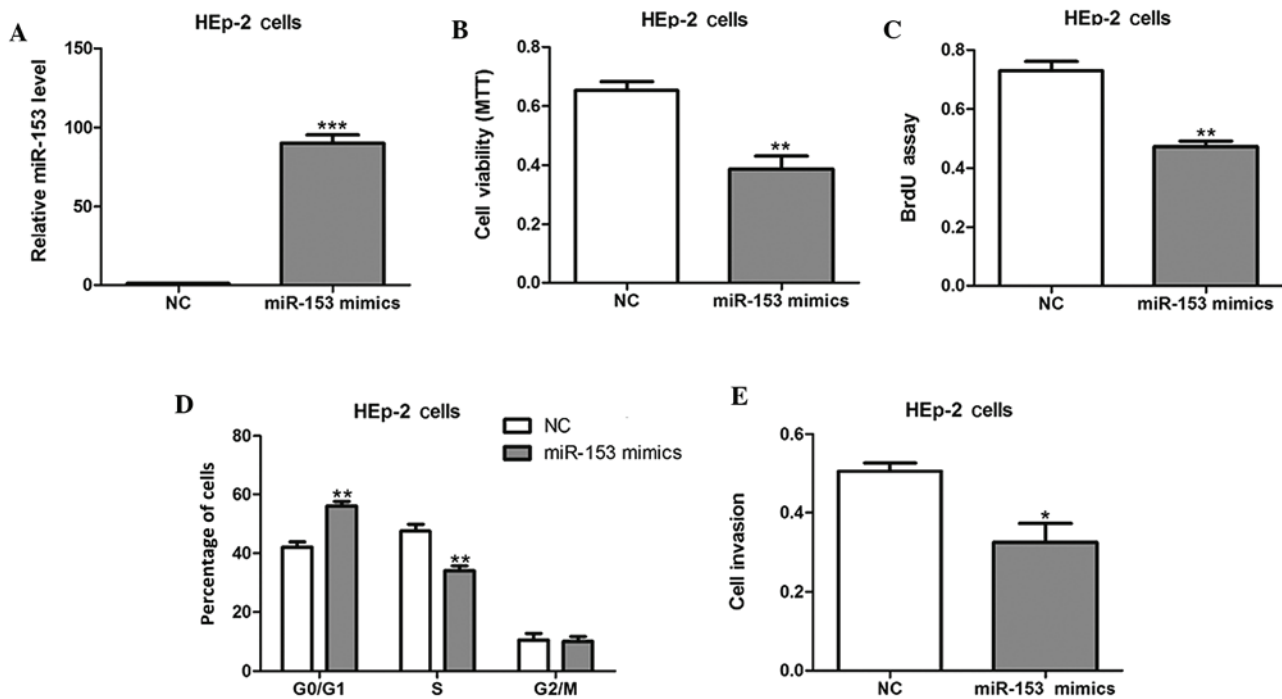 A
HEp-2 cells
Relative miR-153 level
150
100
50
0
***
NC
miR-153 mimics
B
HEp-2 cells
Cell viability (MTT)
0.8
0.6
0.4
0.2
0.0
**
NC
miR-153 mimics
C
HEp-2 cells
BrdU assay
0.8
0.6
0.4
0.2
0.0
**
NC
miR-153 mimics
D
HEp-2 cells
NC
miR-153 mimics
Percentage of cells
80
60
40
20
0
**
**
G0/G1
S
G2/M
E
HEp-2 cells
Cell invasion
0.6
0.4
0.2
0.0
*
NC
miR-153 mimics